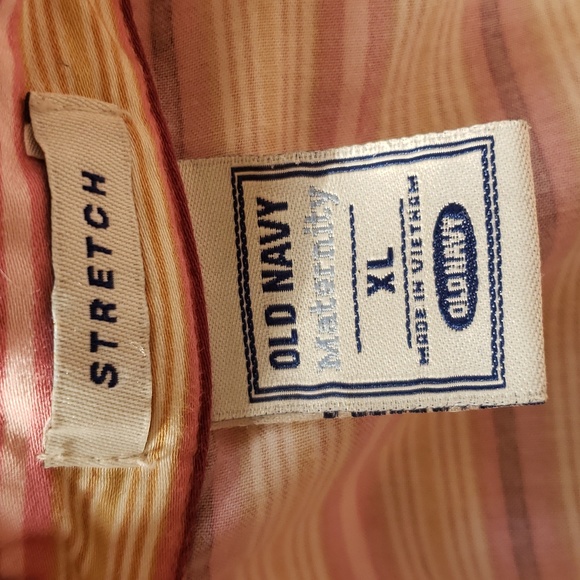 STRETCH
OLD NAVY
Maternity
XL
MADE IN VIETNAM
OLD NAVY